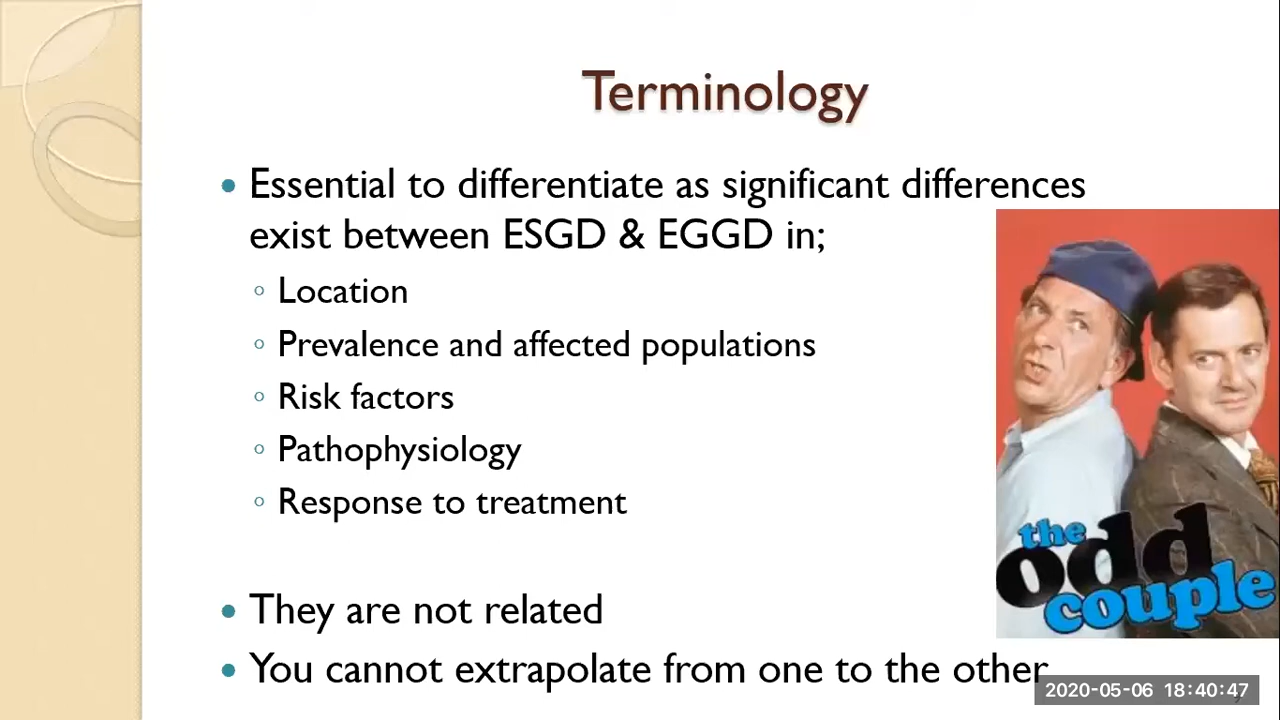 Terminology
• Essential to differentiate as significant differences
exist between ESGD & EGGD in;
◦ Location
◦ Prevalence and affected populations
◦ Risk factors
◦ Pathophysiology
◦ Response to treatment
the
odd
couple
• They are not related
• You cannot extrapolate from one to the other
2020-05-06 18:40:47